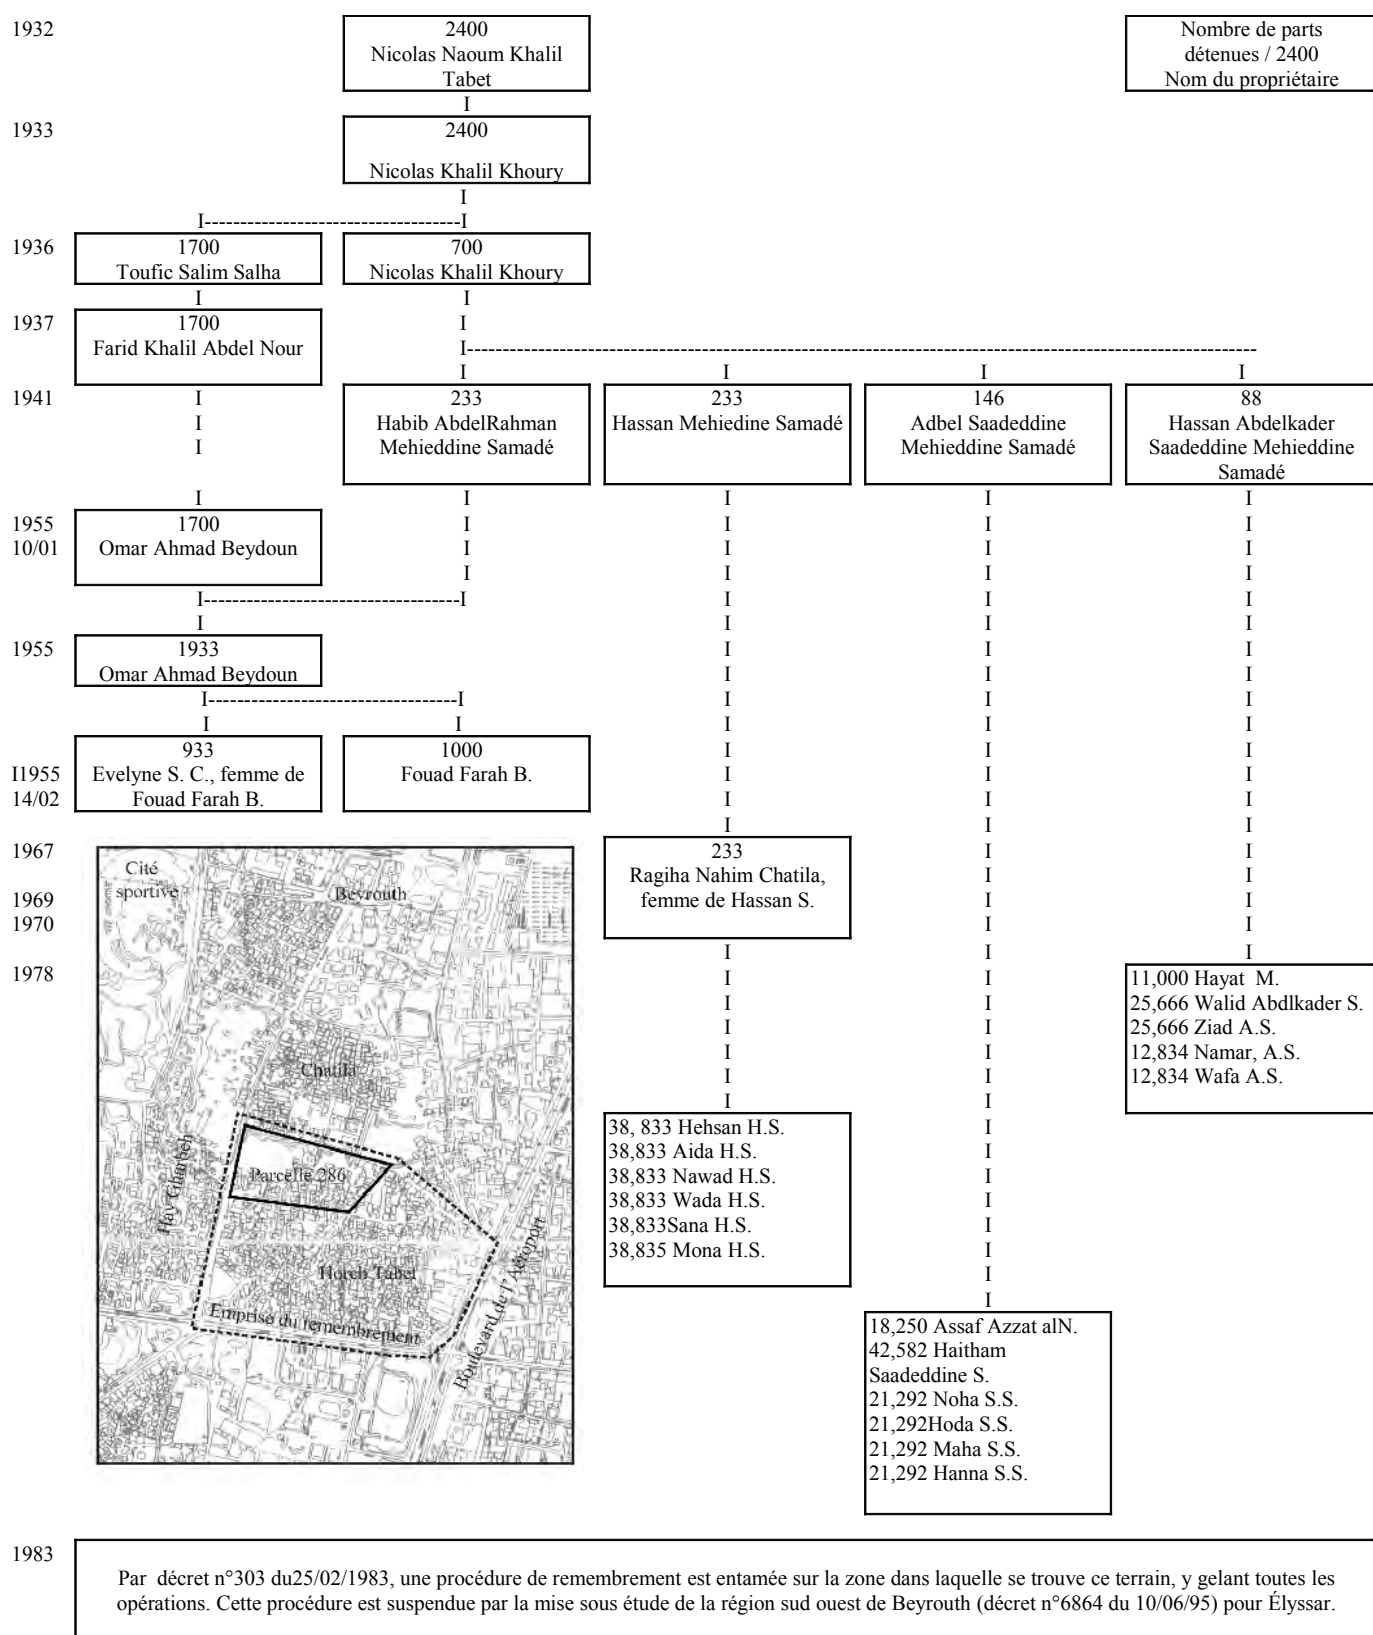 1932
2400
Nicolas Naoum Khalil
Tabet
Nombre de parts
détenues / 2400
Nom du propriétaire
I
1933
2400
Nicolas Khalil Khoury
I
I------------------------------------I
1936
1700
Toufic Salim Salha
700
Nicolas Khalil Khoury
I
I
1937
1700
Farid Khalil Abdel Nour
I
I
I
I
I
I
1941
I
I
I
I
233
Habib AbdelRahman
Mehieddine Samadé
233
Hassan Mehiedine Samadé
146
Adbel Saadeddine
Mehieddine Samadé
88
Hassan Abdelkader
Saadeddine Mehieddine
Samadé
1955
10/01
1700
Omar Ahmad Beydoun
I------------------------------------I
I
1955
1933
Omar Ahmad Beydoun
I-----------------------------------I
I
I
I1955
14/02
933
Evelyne S. C., femme de
Fouad Farah B.
1000
Fouad Farah B.
1967
1969
1970
233
Ragiha Nahim Chatila,
femme de Hassan S.
1978
11,000 Hayat M.
25,666 Walid Abdlkader S.
25,666 Ziad A.S.
12,834 Namar, A.S.
12,834 Wafa A.S.
38, 833 Hehsan H.S.
38,833 Aida H.S.
38,833 Nawad H.S.
38,833 Wada H.S.
38,833Sana H.S.
38,835 Mona H.S.
18,250 Assaf Azzat alN.
42,582 Haitham
Saadeddine S.
21,292 Noha S.S.
21,292Hoda S.S.
21,292 Maha S.S.
21,292 Hanna S.S.
Cité
sportive
Beyrouth
Chatila
Parcelle 286
Hay Gharbeh
Horch Tabet
Emprise du remembrement
Boulevard de l'Aéroport
1983
Par décret n°303 du25/02/1983, une procédure de remembrement est entamée sur la zone dans laquelle se trouve ce terrain, y gelant toutes les
opérations. Cette procédure est suspendue par la mise sous étude de la région sud ouest de Beyrouth (décret n°6864 du 10/06/95) pour Élyssar.